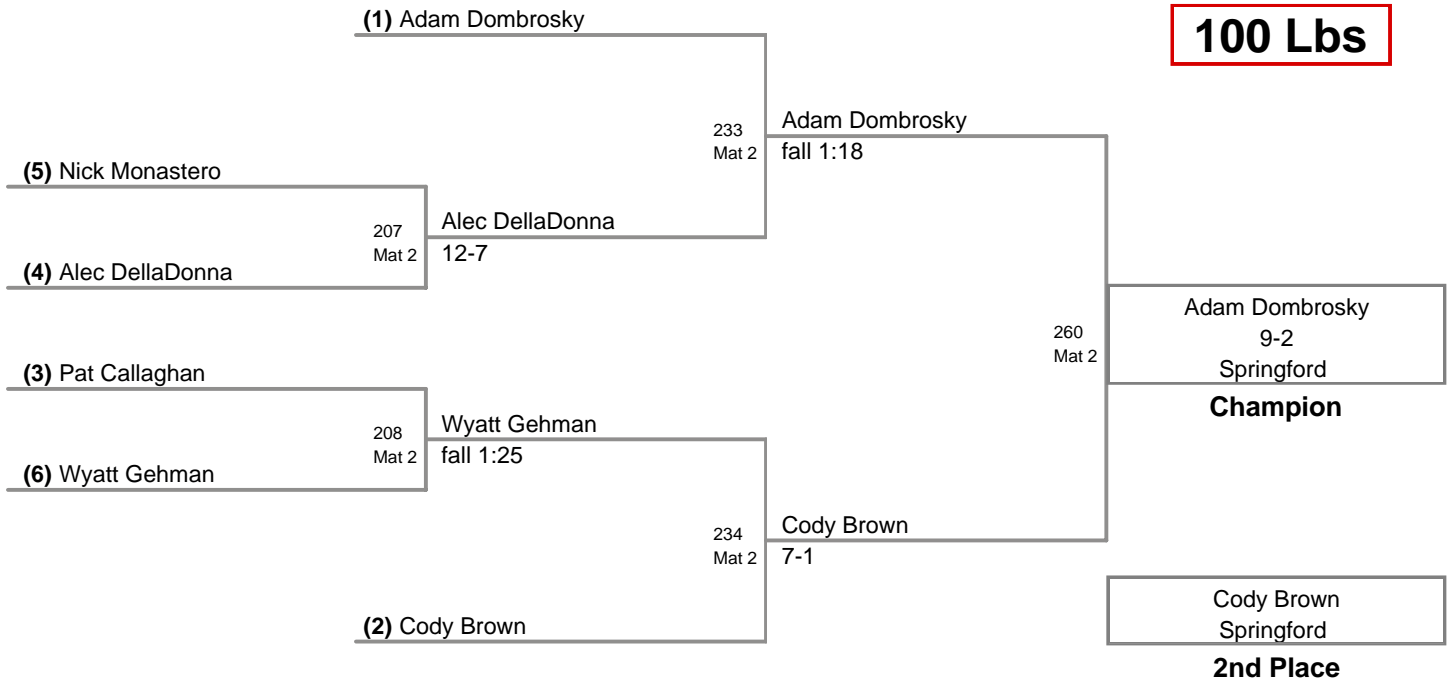 (1) Adam Dombrosky
100 Lbs
233
Mat 2
Adam Dombrosky
fall 1:18
(5) Nick Monastero
207
Mat 2
Alec DellaDonna
12-7
(4) Alec DellaDonna
260
Mat 2
Adam Dombrosky
9-2
Springford
Champion
(3) Pat Callaghan
208
Mat 2
Wyatt Gehman
fall 1:25
(6) Wyatt Gehman
234
Mat 2
Cody Brown
7-1
(2) Cody Brown
Cody Brown
Springford
2nd Place